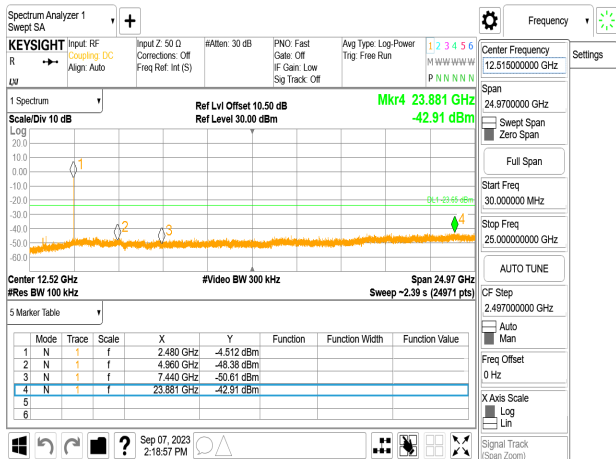 Spectrum Analyzer 1
Swept SA
Frequency
KEYSIGHT
R
Input: RF
Coupling: DC
Align: Auto
Input Z: 50 Ω
Corrections: Off
Freq Ref: Int (S)
#Atten: 30 dB
PNO: Fast
Gate: Off
IF Gain: Low
Sig Track: Off
Avg Type: Log-Power
Trig: Free Run
1 2 3 4 5 6
M W W W W W
P N N N N N
1 Spectrum
Scale/Div 10 dB
Ref Lvl Offset 10.50 dB
Ref Level 30.00 dBm
Mkr4 23.881 GHz
-42.91 dBm
Log
20.0
10.0
0.00
-10.0
-20.0
-30.0
-40.0
-50.0
-60.0
1
2
3
4
DL1 -23.55 dBm
Center 12.52 GHz
#Res BW 100 kHz
#Video BW 300 kHz
Span 24.97 GHz
Sweep ~2.39 s (24971 pts)
5 Marker Table
Mode Trace Scale X Y Function Function Width Function Value
1 N 1 f 2.480 GHz -4.512 dBm
2 N 1 f 4.960 GHz -48.38 dBm
3 N 1 f 7.440 GHz -50.61 dBm
4 N 1 f 23.881 GHz -42.91 dBm
5
6
Sep 07, 2023
2:18:57 PM
Center Frequency
12.515000000 GHz
Settings
Span
24.9700000 GHz
Swept Span
Zero Span
Full Span
Start Freq
30.000000 MHz
Stop Freq
25.000000000 GHz
AUTO TUNE
CF Step
2.497000000 GHz
Auto
Man
Freq Offset
0 Hz
X Axis Scale
Log
Lin
Signal Track
(Span Zoom)